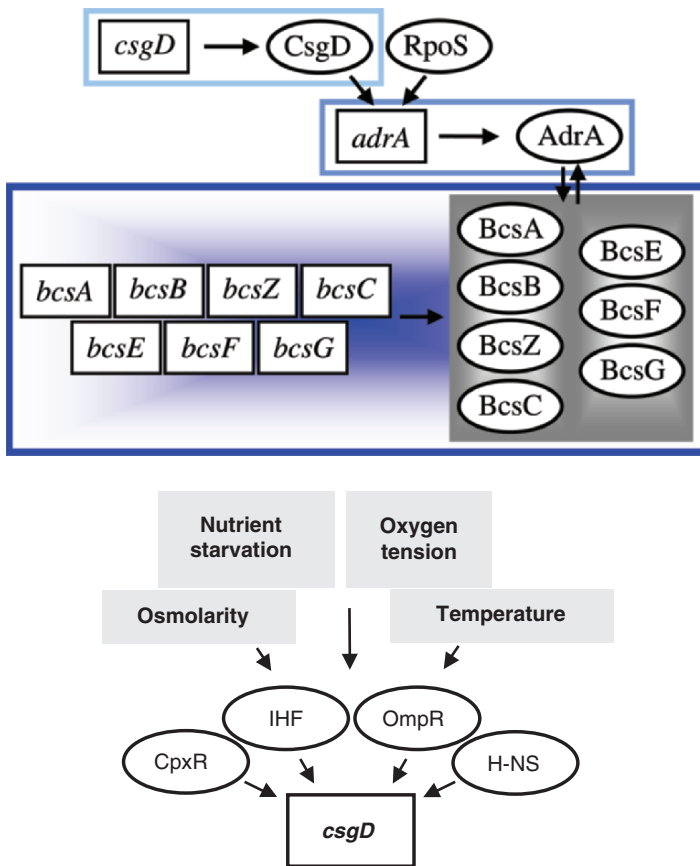 csgD CsgD RpoS
adrA AdrA
bcsA bcsB bcsZ bcsC
bcsE bcsF bcsG
BcsA
BcsB
BcsZ
BcsC
BcsE
BcsF
BcsG
Nutrient
starvation
Oxygen
tension
Osmolarity
Temperature
IHF OmpR
CpxR H-NS
csgD